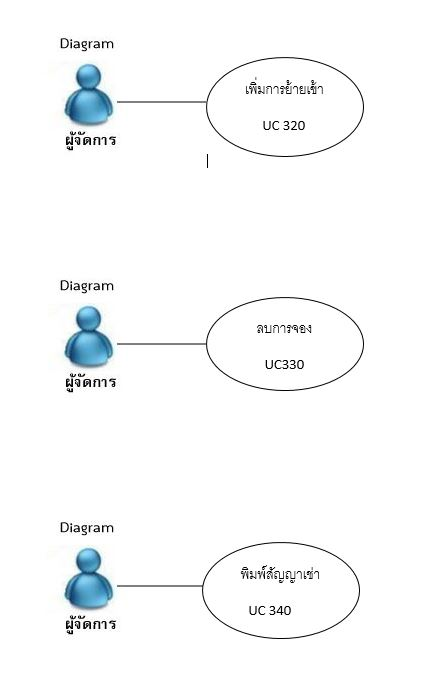 Diagram
เพิ่มการย้ายเข้า
UC 320
ผู้จัดการ
Diagram
ลบการจอง
UC330
ผู้จัดการ
Diagram
พิมพ์สัญญาเช่า
UC 340
ผู้จัดการ